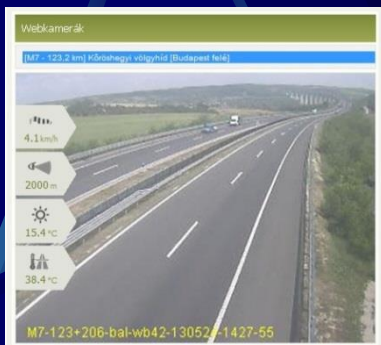 Webkamerák
[M7 - 123.2 km] Kőröshegyi völgyhíd [Budapest felé]
4.1 km/h
2000 m
15.4 °C
38.4 °C
M7-123+206-bal-wb42-130524-1427-55